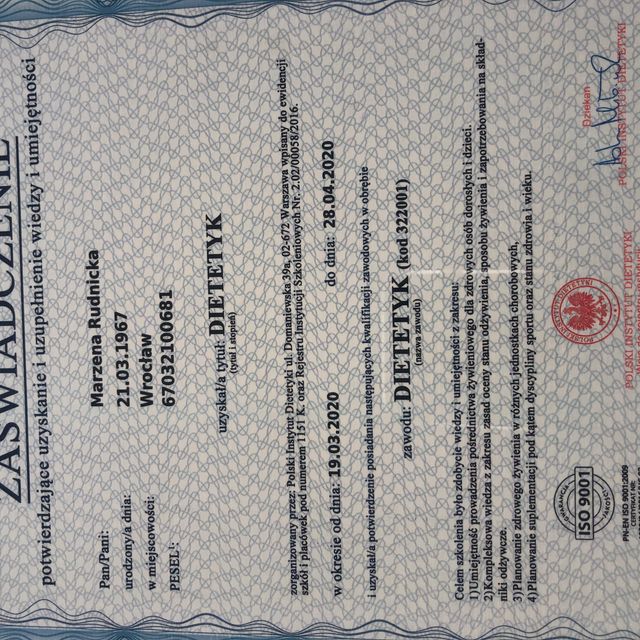 ZAŚWIADCZENIE
potwierdzające uzyskanie i uzupełnienie wiedzy i umiejętności
Pan/Pani: Marzena Rudnicka
urodzony/a dnia: 21.03.1967
w miejscowości: Wrocław
PESEL¹: 67032100681
uzyskał/a tytuł: DIETETYK
(tytuł i stopień)
zorganizowany przez: Polski Instytut Dietetyki ul. Domaniewska 39a, 02-672 Warszawa wpisany do ewidencji
szkół i placówek pod numerem 1151 K. oraz Rejestru Instytucji Szkoleniowych Nr. 2.02/00058/2016.
w okresie od dnia: 19.03.2020 do dnia: 28.04.2020
i uzyskał/a potwierdzenie posiadania następujących kwalifikacji zawodowych w obrębie
zawodu: DIETETYK (kod 322001)
(nazwa zawodu)
Celem szkolenia było zdobycie wiedzy i umiejętności z zakresu:
1)Umiejętność prowadzenia pośrednictwa żywieniowego dla zdrowych osób dorosłych i dzieci.
2)Kompleksowa wiedza z zakresu zasad oceny stanu odżywienia, sposobu żywienia i zapotrzebowania na skład-
niki odżywcze.
3)Planowanie zdrowego żywienia w różnych jednostkach chorobowych,
4)Planowanie suplementacji pod kątem dyscypliny sportu oraz stanu zdrowia i wieku.
ISO 9001
PN-EN ISO 9001:2009
CERTYFIKAT NR:
POLSKI INSTYTUT DIETETYKI
Dziekan
POLSKI INSTYTUT DIETETYKI